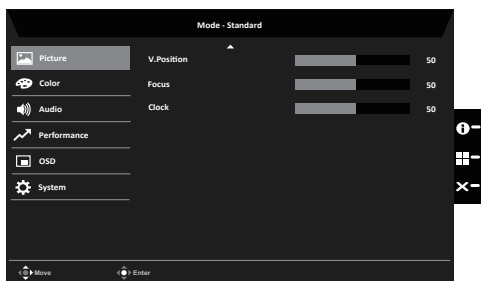 Mode - Standard
Picture
V.Position 50
Color
Focus 50
Audio
Clock 50
Performance
OSD
System
Move Enter